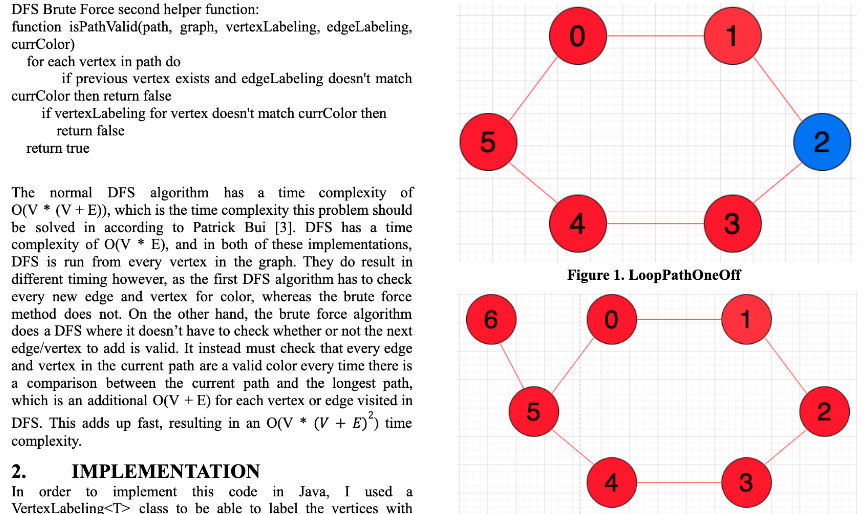 DFS Brute Force second helper function:
function isPathValid(path, graph, vertexLabeling, edgeLabeling,
currColor)
for each vertex in path do
if previous vertex exists and edgeLabeling doesn't match
currColor then return false
if vertexLabeling for vertex doesn't match currColor then
return false
return true
The normal DFS algorithm has a time complexity of
O(V * (V + E)), which is the time complexity this problem should
be solved in according to Patrick Bui [3]. DFS has a time
complexity of O(V * E), and in both of these implementations,
DFS is run from every vertex in the graph. They do result in
different timing however, as the first DFS algorithm has to check
every new edge and vertex for color, whereas the brute force
method does not. On the other hand, the brute force algorithm
does a DFS where it doesn’t have to check whether or not the next
edge/vertex to add is valid. It instead must check that every edge
and vertex in the current path are a valid color every time there is
a comparison between the current path and the longest path,
which is an additional O(V + E) for each vertex or edge visited in
DFS. This adds up fast, resulting in an O(V * (V + E)²) time
complexity.
2. IMPLEMENTATION
In order to implement this code in Java, I used a
VertexLabeling<T> class to be able to label the vertices with
0
1
5
2
4
3
Figure 1. LoopPathOneOff
6
0
1
5
2
4
3